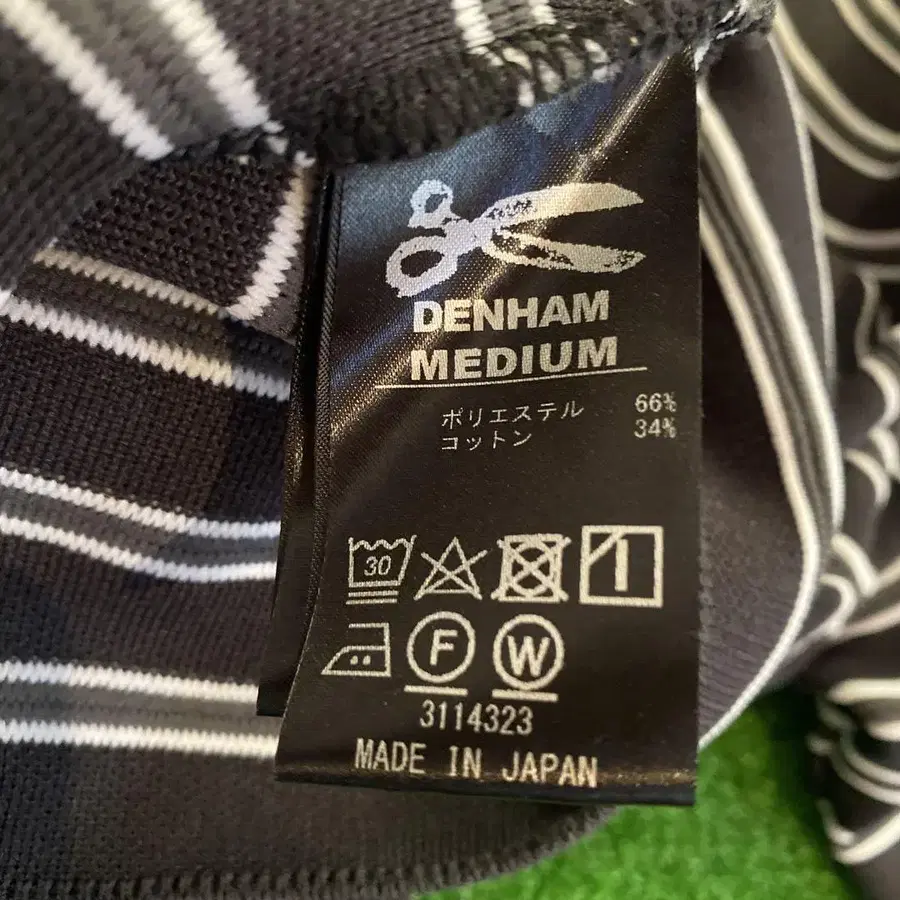 DENHAM
MEDIUM
ポリエステル 66%
コットン 34%
30
F W
3114323
MADE IN JAPAN